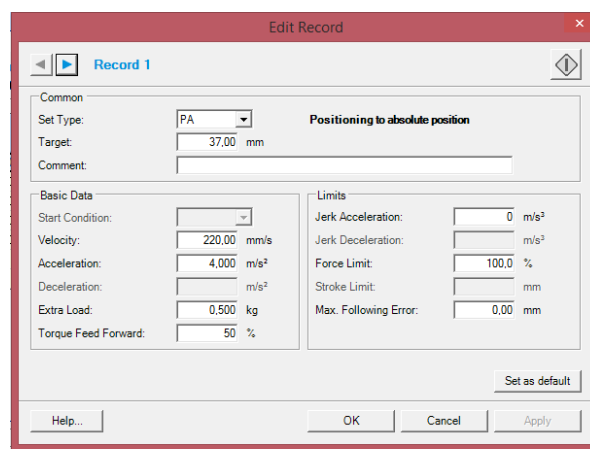 Edit Record
Record 1
Common
Set Type: PA Positioning to absolute position
Target: 37,00 mm
Comment:
Basic Data
Start Condition:
Velocity: 220,00 mm/s
Acceleration: 4,000 m/s²
Deceleration: m/s²
Extra Load: 0,500 kg
Torque Feed Forward: 50 %
Limits
Jerk Acceleration: 0 m/s³
Jerk Deceleration: m/s³
Force Limit: 100,0 %
Stroke Limit: mm
Max. Following Error: 0,00 mm
Set as default
Help... OK Cancel Apply